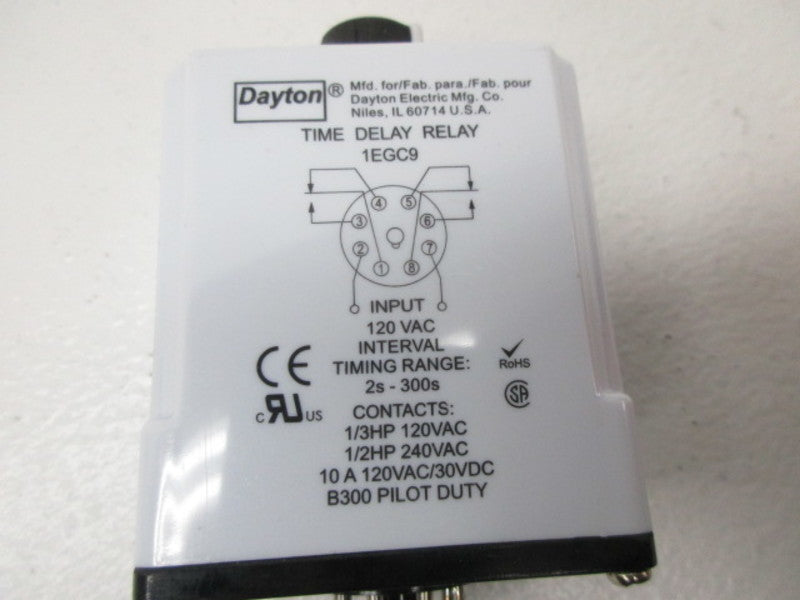 Dayton® Mfd. for/Fab. para./Fab. pour
Dayton Electric Mfg. Co.
Niles, IL 60714 U.S.A.
TIME DELAY RELAY
1EGC9
4 5
3 6
2 7
1 8
INPUT
120 VAC
INTERVAL
TIMING RANGE:
2s - 300s
CE
RoHS
C RU US
SA
CONTACTS:
1/3HP 120VAC
1/2HP 240VAC
10 A 120VAC/30VDC
B300 PILOT DUTY